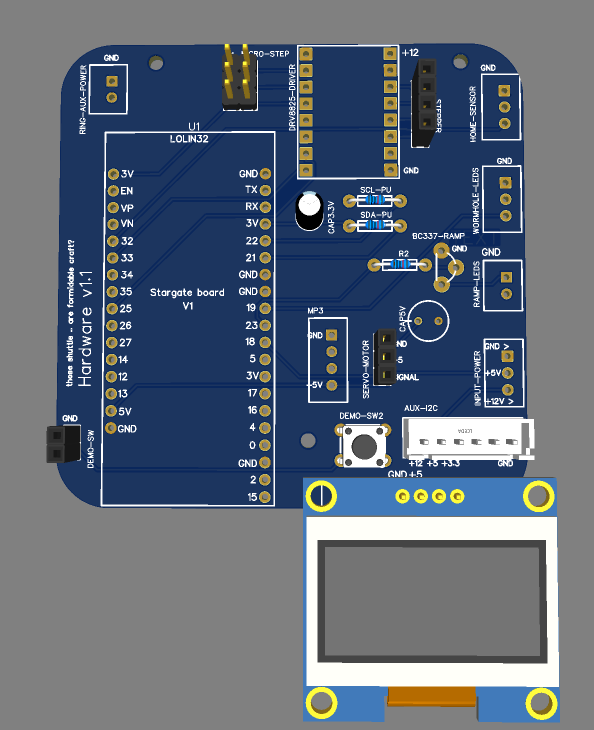 GND
CRO-STEP
+12
GND
RING-AUX-POWER
DRV8825-DRIVER
STEPPER
HOME-SENSOR
GND
U1
LOLIN32
3V
EN
VP
VN
32
33
34
35
25
26
27
14
12
13
5V
GND
GND
TX
RX
3V
22
21
GND
GND
19
23
18
5
3V
17
16
4
0
GND
2
15
Stargate board
V1
those shuttle - are formidable craft?
Hardware v1.1
CAP3.3V
SCL-PU
SDA-PU
R2
BC337-RAMP
GND
GND
WORMHOLE-LEDS
GND
RAMP-LEDS
MP3
GND
+5V
SERVO-MOTOR
ND
+5
IGNAL
CAP5V
INPUT-POWER
GND >
+5V
+12V >
GND
DEMO-SW
DEMO-SW2
AUX-I2C
+12 +5 +3.3
GND
GND +5